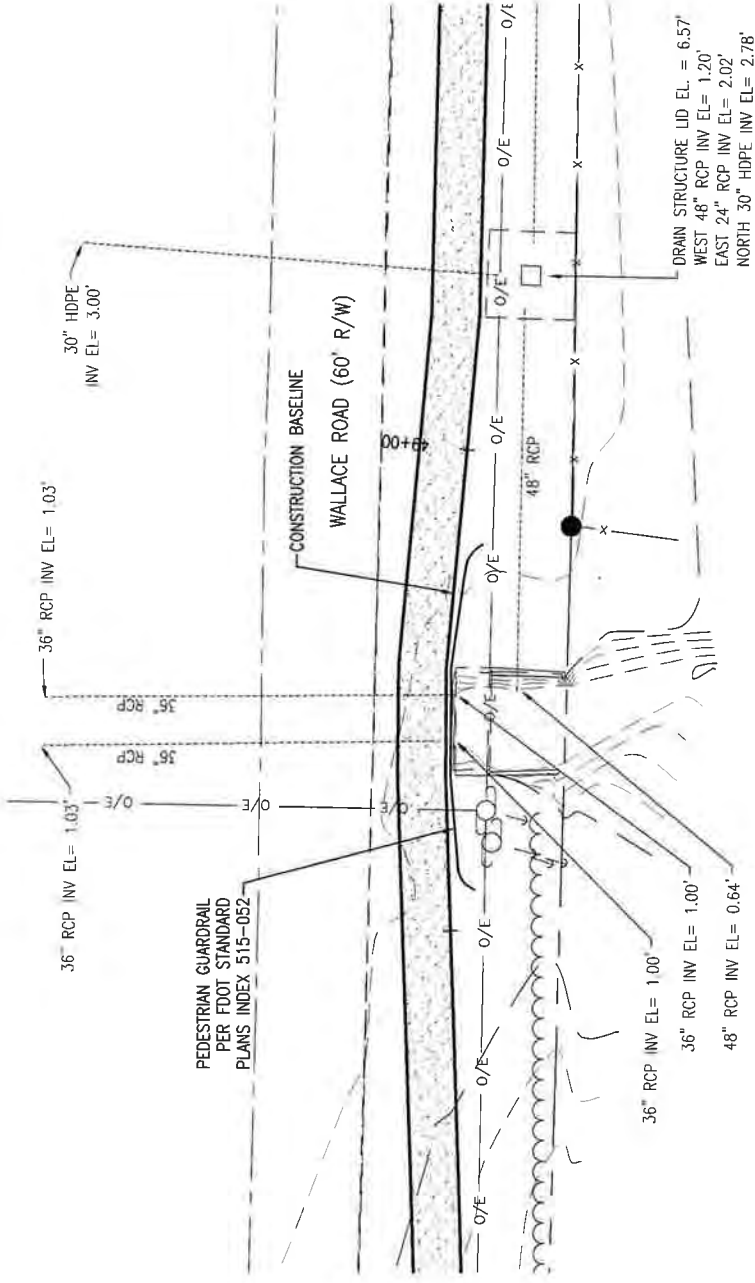 30" HDPE
INV EL= 3.00'
36" RCP INV EL= 1.03'
36" RCP INV EL= 1.03'
36" RCP
36" RCP
CONSTRUCTION BASELINE
WALLACE ROAD (60' R/W)
49+00
PEDESTRIAN GUARDRAIL
PER FDOT STANDARD
PLANS INDEX 515-052
O/E
O/E
O/E
O/E
O/E
O/E
O/E
O/E
O/E
O/E
O/E
O/E
48" RCP
x
x
x
x
x
x
DRAIN STRUCTURE LID EL. = 6.57'
WEST 48" RCP INV EL= 1.20'
EAST 24" RCP INV EL= 2.02'
NORTH 30" HDPE INV EL= 2.78'
36" RCP INV EL= 1.00'
36" RCP INV EL= 1.00'
48" RCP INV EL= 0.64'